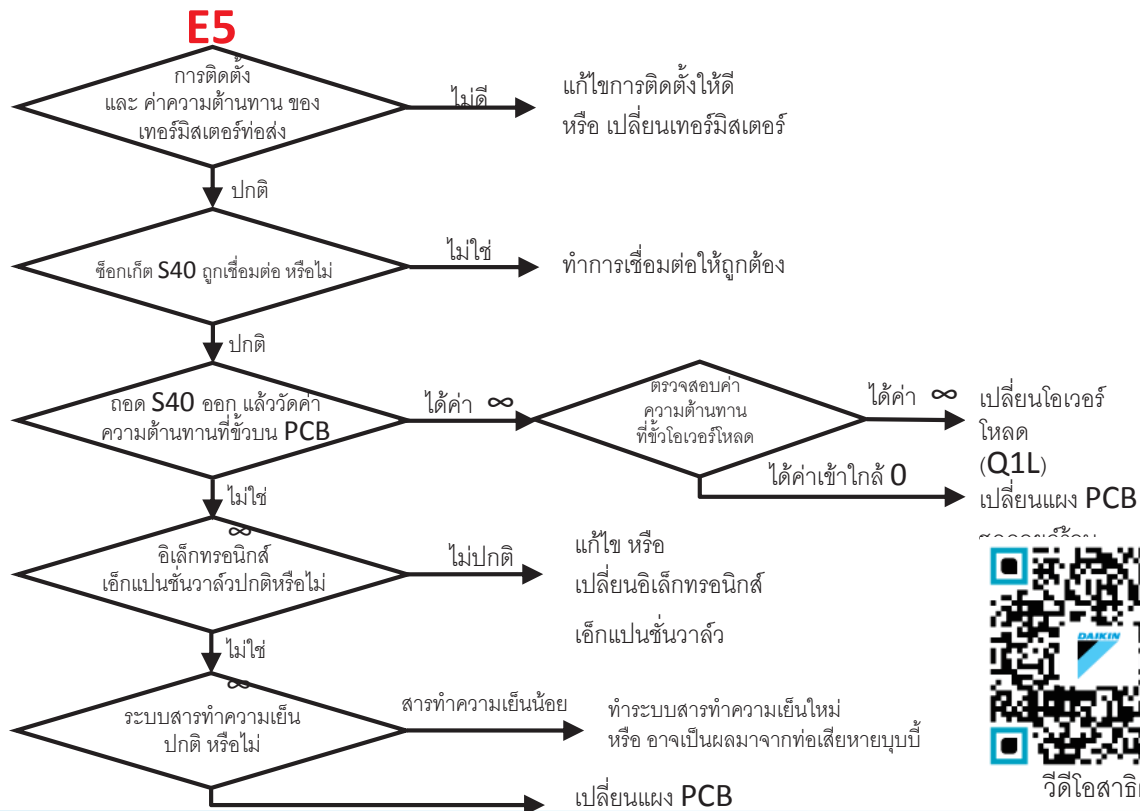 E5
การติดตั้ง
และ ค่าความต้านทาน ของ
เทอร์มิสเตอร์ท่อส่ง
ไม่ดี
แก้ไขการติดตั้งให้ดี
หรือ เปลี่ยนเทอร์มิสเตอร์
ปกติ
ซ็อกเก็ต S40 ถูกเชื่อมต่อ หรือไม่
ไม่ใช่
ทำการเชื่อมต่อให้ถูกต้อง
ปกติ
ถอด S40 ออก แล้ววัดค่า
ความต้านทานที่ขั้วบน PCB
ได้ค่า ∞
ตรวจสอบค่า
ความต้านทาน
ที่ขั้วโอเวอร์โหลด
ได้ค่า ∞
เปลี่ยนโอเวอร์
โหลด
(Q1L)
ได้ค่าเข้าใกล้ 0
เปลี่ยนแผง PCB
ไม่ใช่
∞
อิเล็กทรอนิกส์
เอ็กแปนชั่นวาล์วปกติหรือไม่
ไม่ปกติ
แก้ไข หรือ
เปลี่ยนอิเล็กทรอนิกส์
เอ็กแปนชั่นวาล์ว
DAIKIN
ไม่ใช่
∞
ระบบสารทำความเย็น
ปกติ หรือไม่
สารทำความเย็นน้อย
ทำระบบสารทำความเย็นใหม่
หรือ อาจเป็นผลมาจากท่อเสียหายบุบบี้
เปลี่ยนแผง PCB